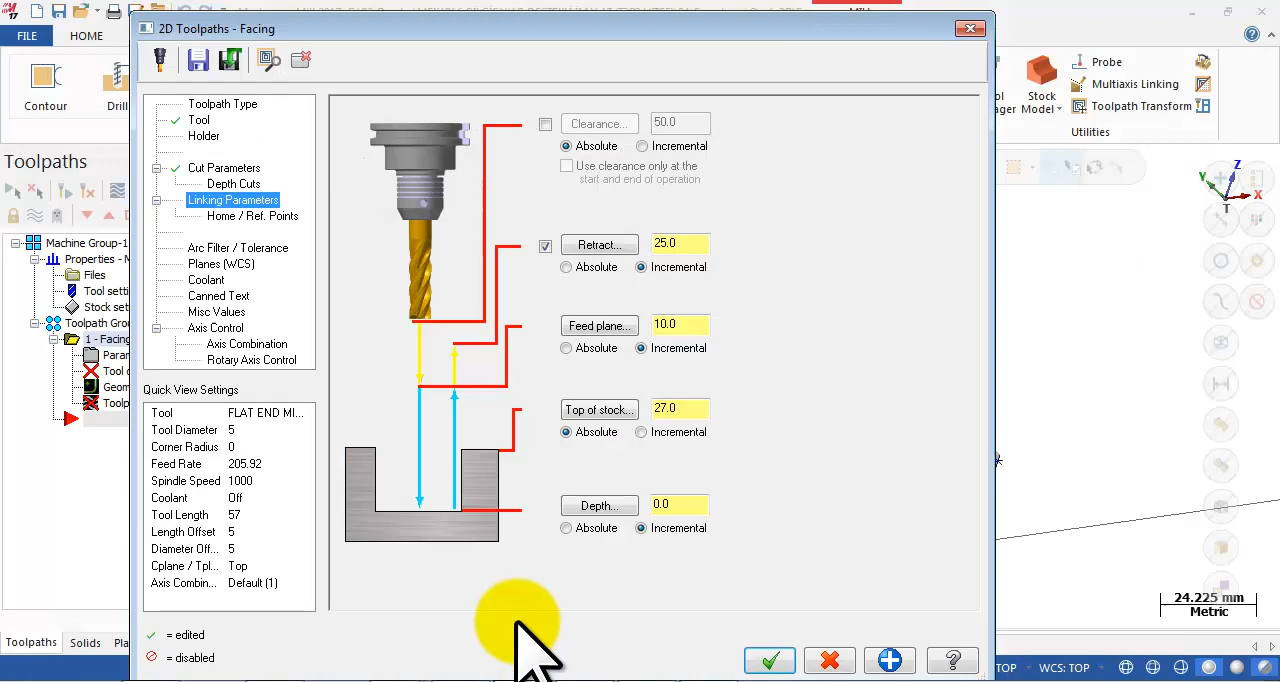 17
FILE
HOME
2D Toolpaths - Facing
Contour
Drill
Stock
Model
Probe
Multiaxis Linking
Toolpath Transform
Utilities
Toolpaths
Machine Group-1
Properties - M
Files
Tool setti
Stock set
Toolpath Grou
1 - Facing
Param
Tool
Geom
Toolp
Toolpath Type
Tool
Holder
Cut Parameters
Depth Cuts
Linking Parameters
Home / Ref. Points
Arc Filter / Tolerance
Planes (WCS)
Coolant
Canned Text
Misc Values
Axis Control
Axis Combination
Rotary Axis Control
Quick View Settings
Tool FLAT END MI...
Tool Diameter 5
Corner Radius 0
Feed Rate 205.92
Spindle Speed 1000
Coolant Off
Tool Length 57
Length Offset 5
Diameter Off... 5
Cplane / Tpl... Top
Axis Combin... Default (1)
= edited
= disabled
Clearance... 50.0
Absolute Incremental
Use clearance only at the
start and end of operation
Retract... 25.0
Absolute Incremental
Feed plane... 10.0
Absolute Incremental
Top of stock... 27.0
Absolute Incremental
Depth... 0.0
Absolute Incremental
Z
Y
X
T
24.225 mm
Metric
Toolpaths Solids Pla
TOP WCS: TOP